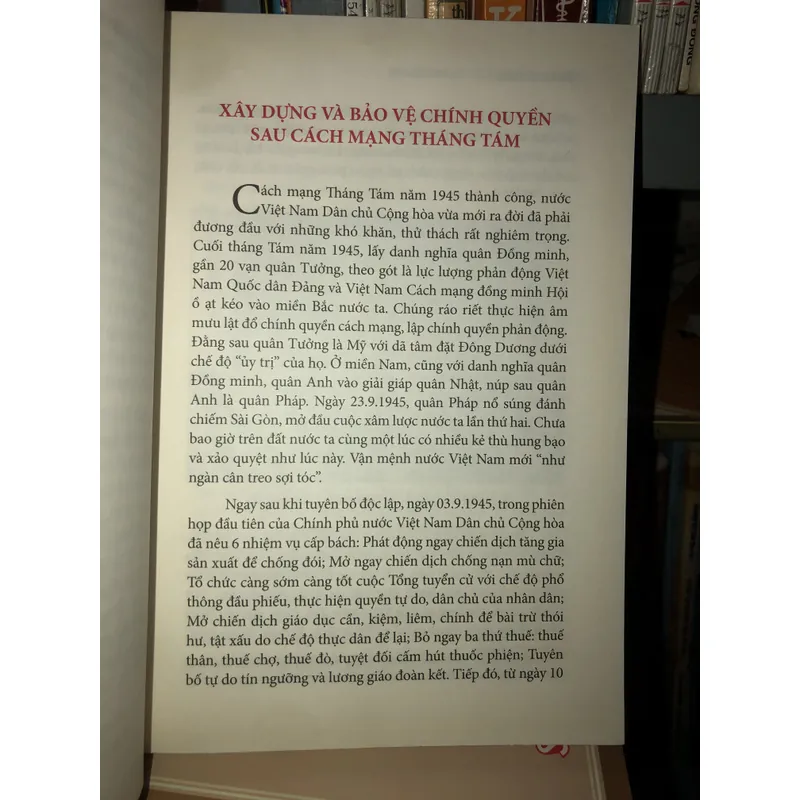 XÂY DỰNG VÀ BẢO VỆ CHÍNH QUYỀN
SAU CÁCH MẠNG THÁNG TÁM
Cách mạng Tháng Tám năm 1945 thành công, nước
Việt Nam Dân chủ Cộng hòa vừa mới ra đời đã phải
đương đầu với những khó khăn, thử thách rất nghiêm trọng.
Cuối tháng Tám năm 1945, lấy danh nghĩa quân Đồng minh,
gần 20 vạn quân Tưởng, theo gót là lực lượng phản động Việt
Nam Quốc dân Đảng và Việt Nam Cách mạng đồng minh Hội
ồ ạt kéo vào miền Bắc nước ta. Chúng ráo riết thực hiện âm
mưu lật đổ chính quyền cách mạng, lập chính quyền phản động.
Đằng sau quân Tưởng là Mỹ với dã tâm đặt Đông Dương dưới
chế độ “ủy trị” của họ. Ở miền Nam, cũng với danh nghĩa quân
Đồng minh, quân Anh vào giải giáp quân Nhật, núp sau quân
Anh là quân Pháp. Ngày 23.9.1945, quân Pháp nổ súng đánh
chiếm Sài Gòn, mở đầu cuộc xâm lược nước ta lần thứ hai. Chưa
bao giờ trên đất nước ta cùng một lúc có nhiều kẻ thù hung bạo
và xảo quyệt như lúc này. Vận mệnh nước Việt Nam mới “như
ngàn cân treo sợi tóc”.
Ngay sau khi tuyên bố độc lập, ngày 03.9.1945, trong phiên
họp đầu tiên của Chính phủ nước Việt Nam Dân chủ Cộng hòa
đã nêu 6 nhiệm vụ cấp bách: Phát động ngay chiến dịch tăng gia
sản xuất để chống đói; Mở ngay chiến dịch chống nạn mù chữ;
Tổ chức càng sớm càng tốt cuộc Tổng tuyển cử với chế độ phổ
thông đầu phiếu, thực hiện quyền tự do, dân chủ của nhân dân;
Mở chiến dịch giáo dục cần, kiệm, liêm, chính để bài trừ thói
hư, tật xấu do chế độ thực dân để lại; Bỏ ngay ba thứ thuế: thuế
thân, thuế chợ, thuế đò, tuyệt đối cấm hút thuốc phiện; Tuyên
bố tự do tín ngưỡng và lương giáo đoàn kết. Tiếp đó, từ ngày 10